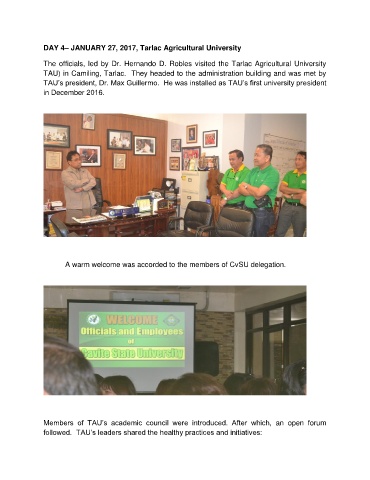 DAY 4– JANUARY 27, 2017, Tarlac Agricultural University
The officials, led by Dr. Hernando D. Robles visited the Tarlac Agricultural University
TAU) in Camiling, Tarlac. They headed to the administration building and was met by
TAU's president, Dr. Max Guillermo. He was installed as TAU's first university president
in December 2016.
A warm welcome was accorded to the members of CvSU delegation.
WELCOME
Officials and Employees
of
Cavite State University
Members of TAU's academic council were introduced. After which, an open forum
followed. TAU's leaders shared the healthy practices and initiatives: